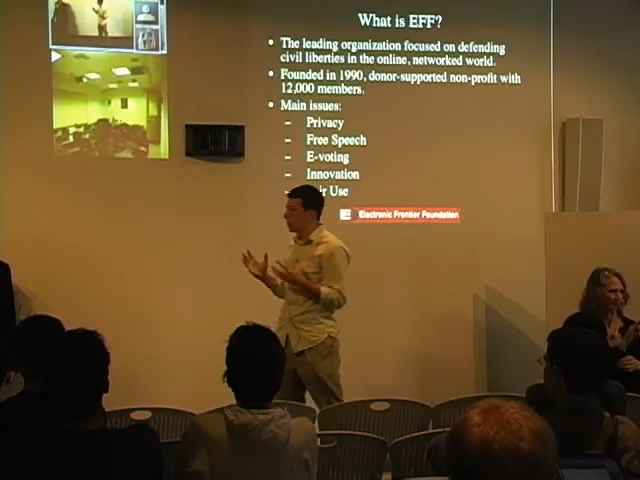 What is EFF?
• The leading organization focused on defending
civil liberties in the online, networked world.
• Founded in 1990, donor-supported non-profit with
12,000 members.
• Main issues:
– Privacy
– Free Speech
– E-voting
– Innovation
– Use
E Electronic Frontier Foundation